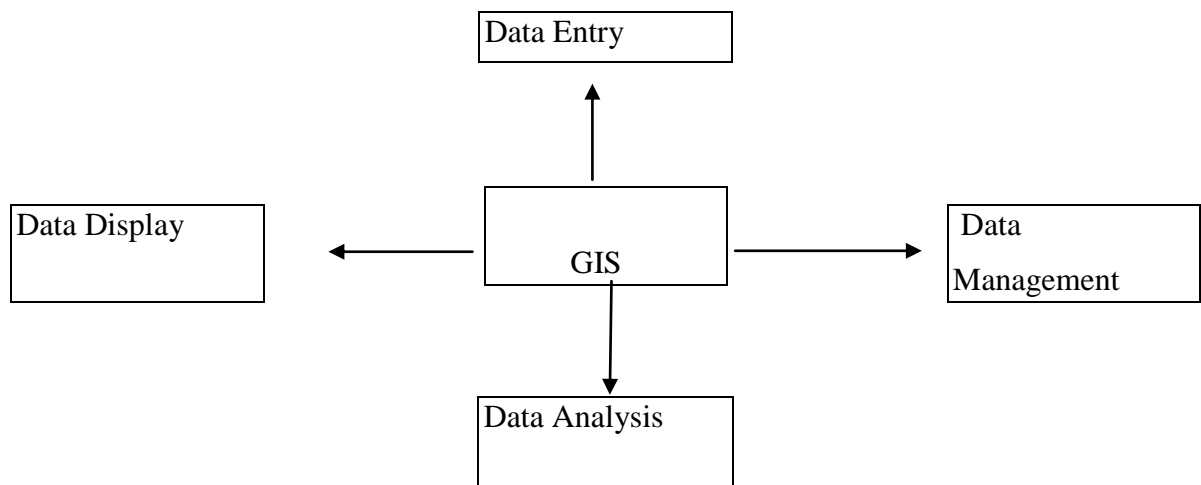 Data Entry
Data Display
GIS
Data
Management
Data Analysis